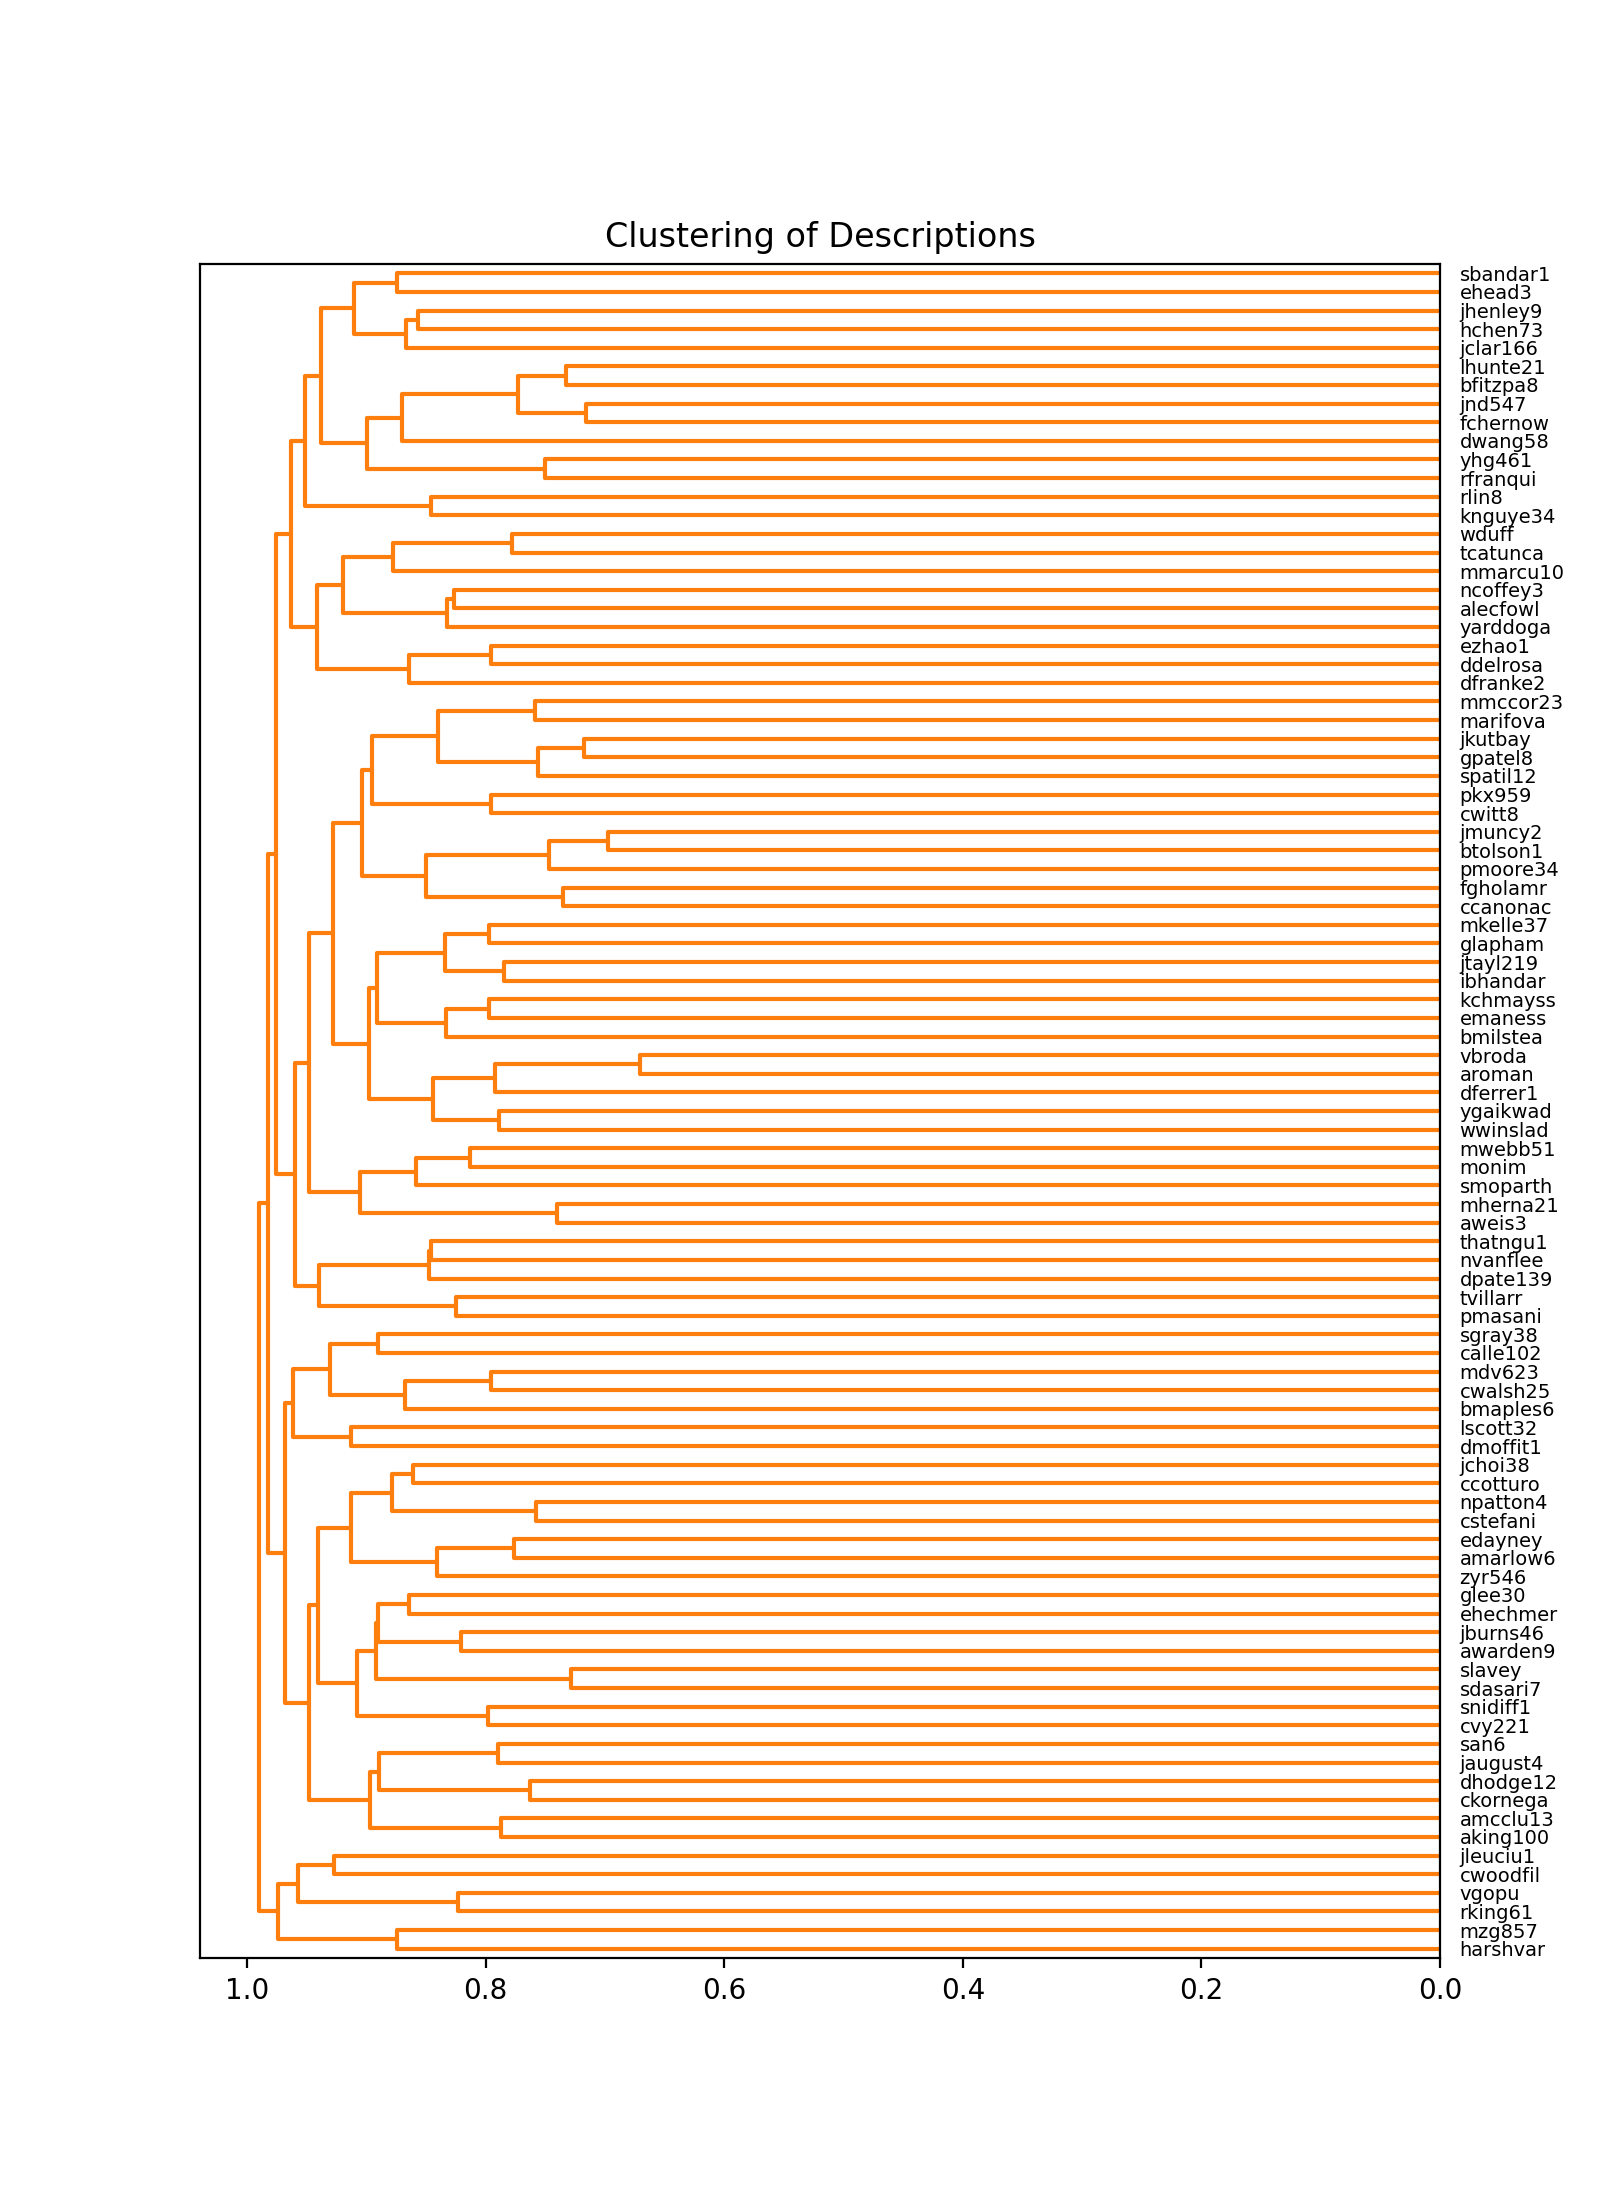 Clustering of Descriptions
sbandar1
ehead3
jhenley9
hchen73
jclar166
lhunte21
bfitzpa8
jnd547
fchernow
dwang58
yhg461
rfranqui
rlin8
knguye34
wduff
tcatunca
mmarcu10
ncoffey3
alecfowl
yarddoga
ezhao1
ddelrosa
dfranke2
mmccor23
marifova
jkutbay
gpatel8
spatil12
pkx959
cwitt8
jmuncy2
btolson1
pmoore34
fgholamr
ccanonac
mkelle37
glapham
jtayl219
ibhandar
kchmayss
emaness
bmilstea
vbroda
aroman
dferrer1
ygaikwad
wwinslad
mwebb51
monim
smoparth
mherna21
aweis3
thatngu1
nvanflee
dpate139
tvillarr
pmasani
sgray38
calle102
mdv623
cwalsh25
bmaples6
lscott32
dmoffit1
jchoi38
ccotturo
npatton4
cstefani
edayney
amarlow6
zyr546
glee30
ehechmer
jburns46
awarden9
slavey
sdasari7
snidiff1
cvy221
san6
jaugust4
dhodge12
ckornega
amcclu13
aking100
jleuciu1
cwoodfil
vgopu
rking61
mzg857
harshvar
1.0 0.8 0.6 0.4 0.2 0.0